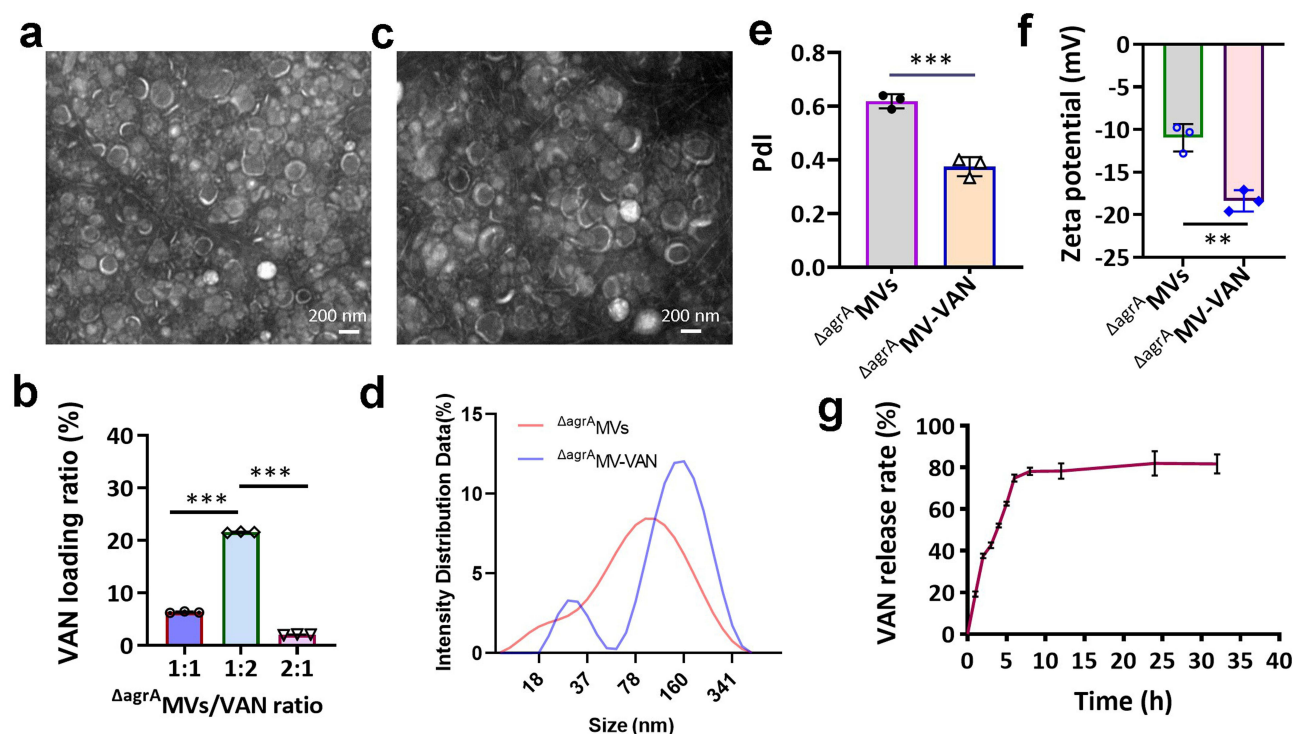 a
200 nm
c
200 nm
e
PdI
0.8
0.6
0.4
0.2
0.0
***
ΔagrAMVs
ΔagrAMV-VAN
f
Zeta potential (mV)
0
-5
-10
-15
-20
-25
**
ΔagrAMVs
ΔagrAMV-VAN
b
VAN loading ratio (%)
40
30
20
10
0
***
***
1:1 1:2 2:1
ΔagrAMVs/VAN ratio
d
Intensity Distribution Data(%)
15
10
5
0
ΔagrAMVs
ΔagrAMV-VAN
18 37 78 160 341
Size (nm)
g
VAN release rate (%)
100
80
60
40
20
0
0 5 10 15 20 25 30 35 40
Time (h)